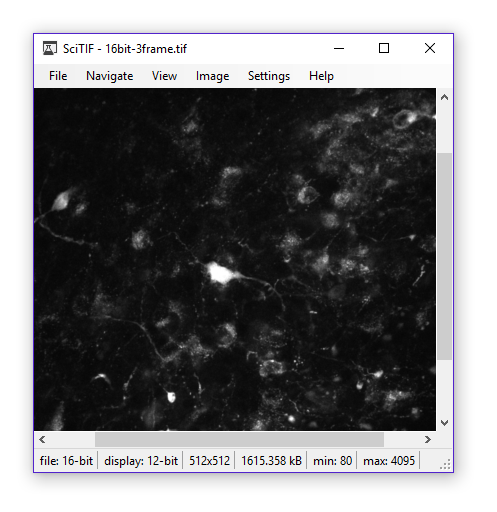 SciTIF - 16bit-3frame.tif
File Navigate View Image Settings Help
file: 16-bit display: 12-bit 512x512 1615.358 kB min: 80 max: 4095